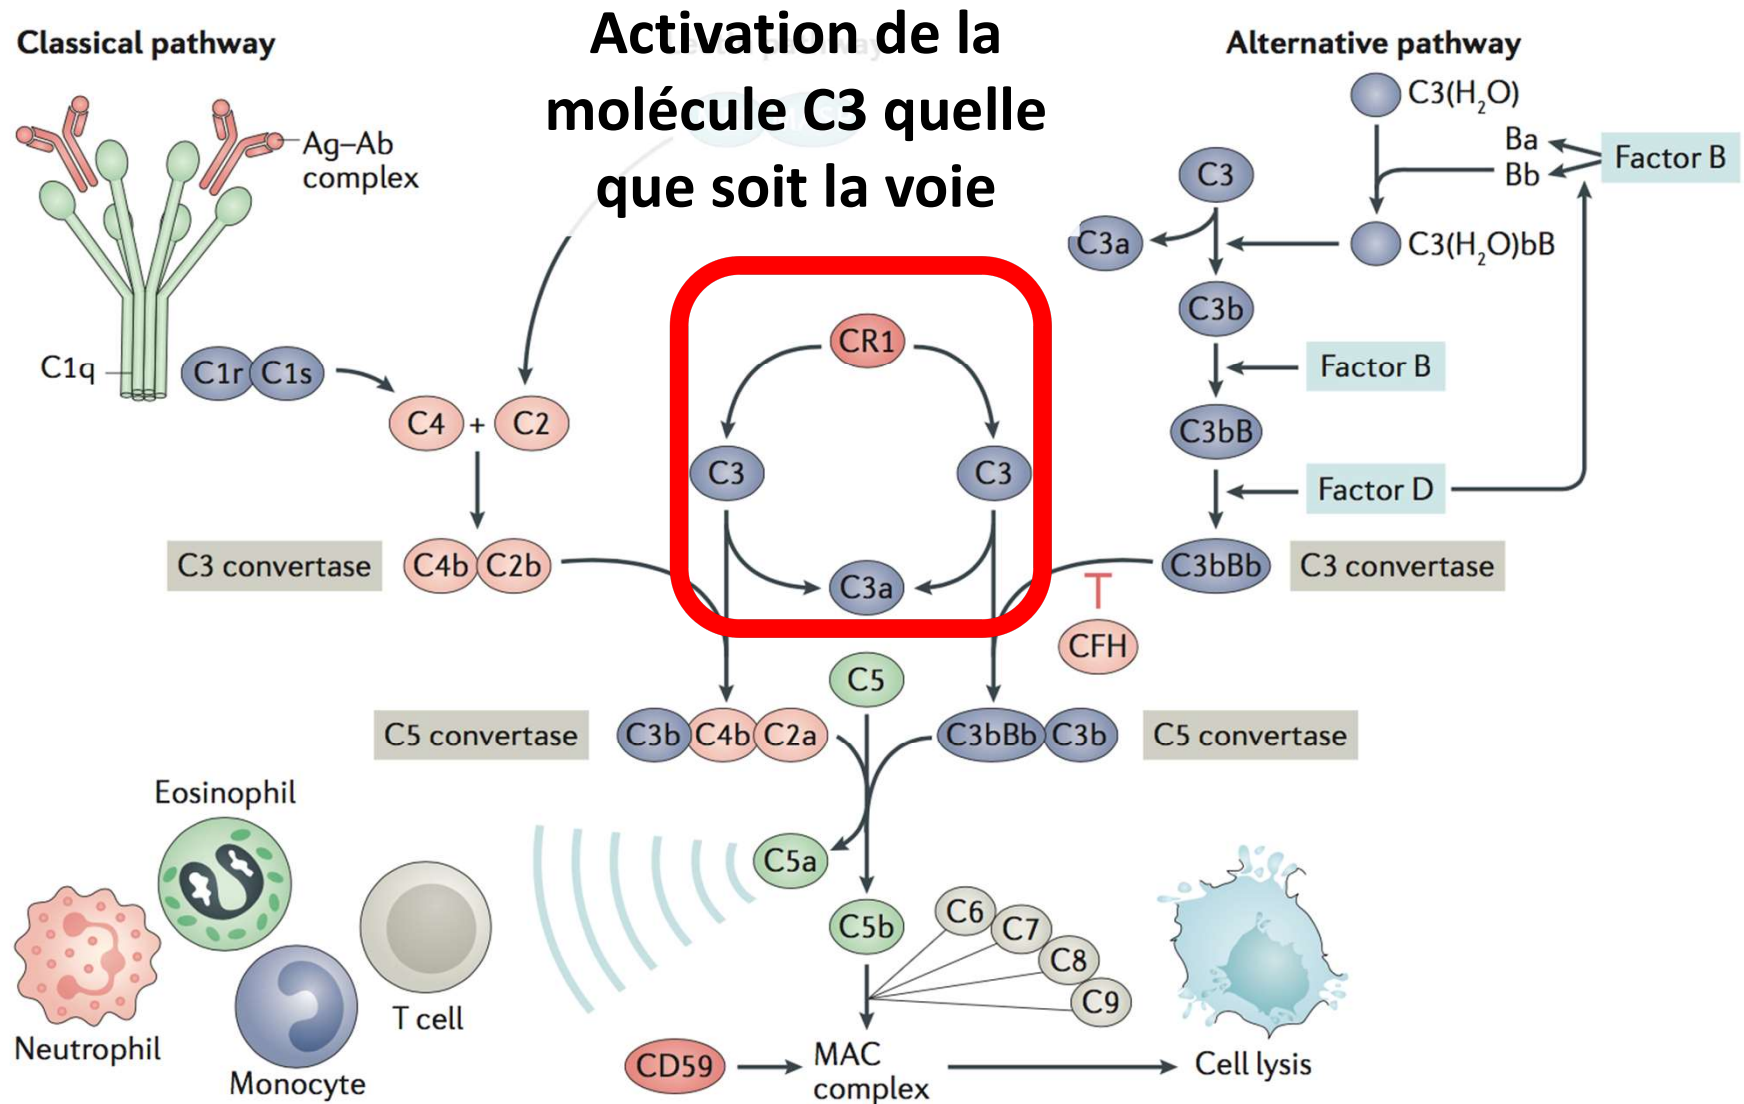 Classical pathway
Activation de la
molécule C3 quelle
que soit la voie
Alternative pathway
Ag–Ab
complex
C1q
C1r
C1s
C4
+
C2
C3 convertase
C4b
C2b
CR1
C3
C3
C3a
C3(H₂O)
Ba
Bb
Factor B
C3
C3a
C3(H₂O)bB
C3b
Factor B
C3bB
Factor D
C3bBb
C3 convertase
CFH
C5
C5 convertase
C3b
C4b
C2a
C3bBb
C3b
C5 convertase
Eosinophil
C5a
C5b
C6
C7
C8
C9
Neutrophil
Monocyte
T cell
CD59
MAC
complex
Cell lysis